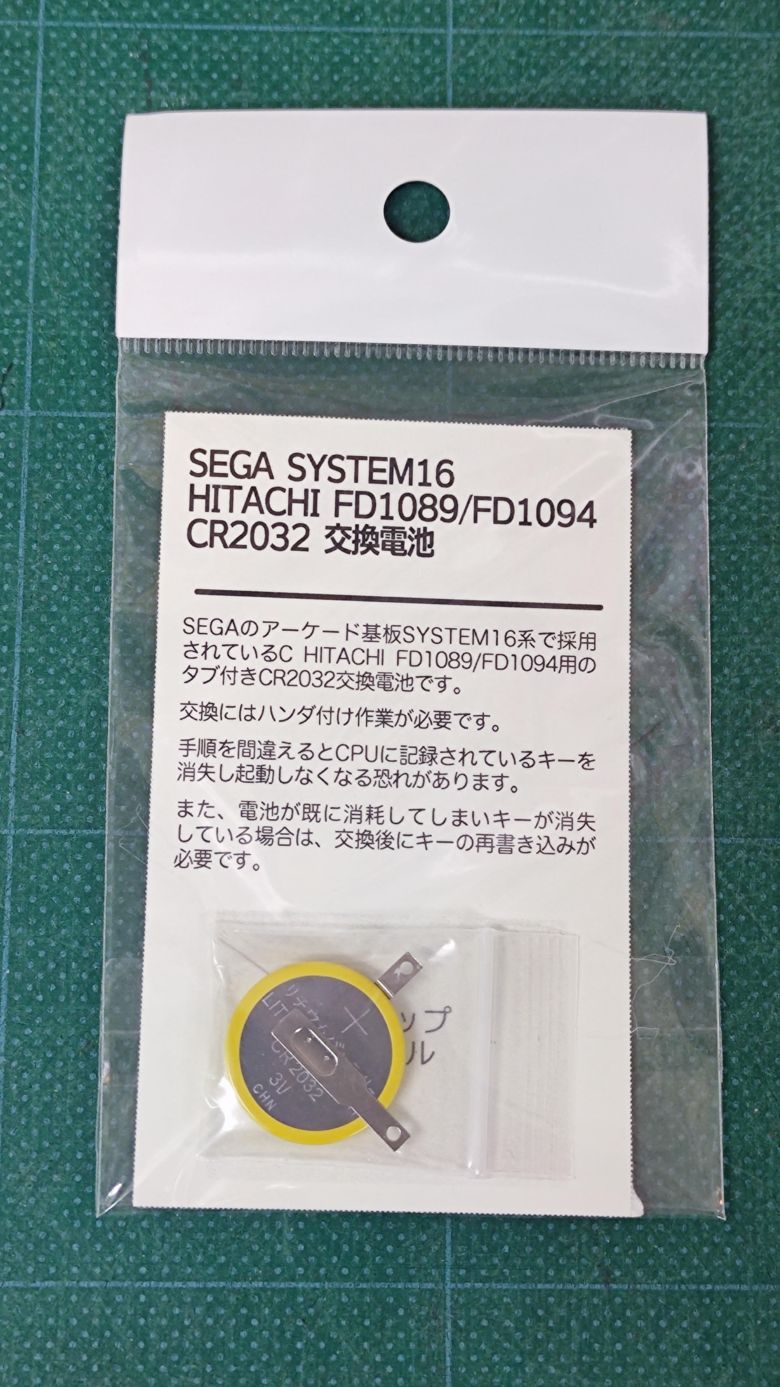 SEGA SYSTEM16
HITACHI FD1089/FD1094
CR2032 交換電池
SEGAのアーケード基板SYSTEM16系で採用
されているC HITACHI FD1089/FD1094用の
タブ付きCR2032交換電池です。
交換にはハンダ付け作業が必要です。
手順を間違えるとCPUに記録されているキーを
消失し起動しなくなる恐れがあります。
また、電池が既に消耗してしまいキーが消失
している場合は、交換後にキーの再書き込みが
必要です。
ップ
ル
+
CR2032
3V
CHN